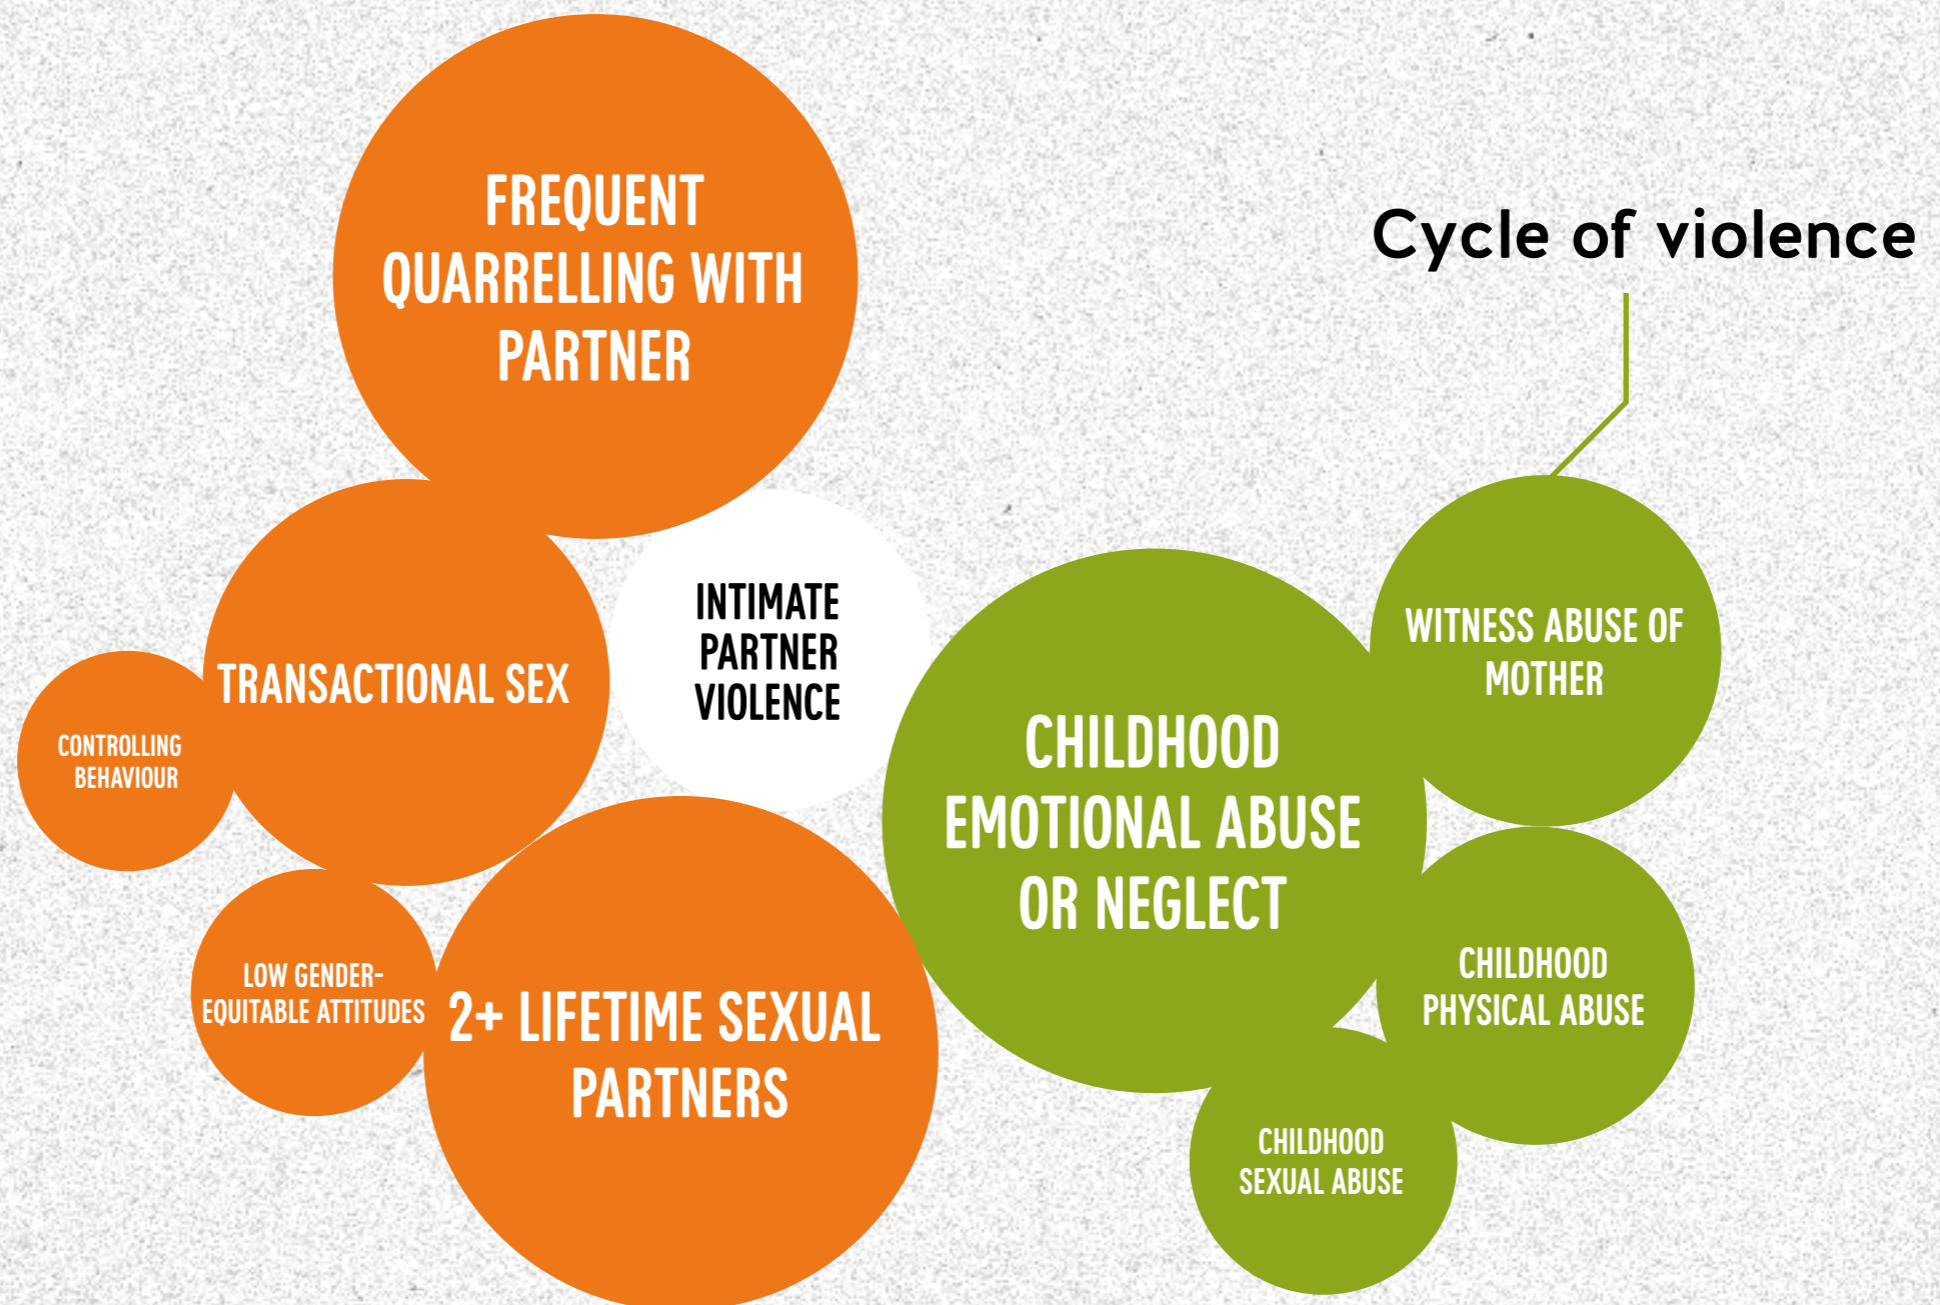 FREQUENT
QUARRELLING WITH
PARTNER
Cycle of violence
INTIMATE
PARTNER
VIOLENCE
TRANSACTIONAL SEX
CONTROLLING
BEHAVIOUR
WITNESS ABUSE OF
MOTHER
CHILDHOOD
EMOTIONAL ABUSE
OR NEGLECT
LOW GENDER-
EQUITABLE ATTITUDES
2+ LIFETIME SEXUAL
PARTNERS
CHILDHOOD
PHYSICAL ABUSE
CHILDHOOD
SEXUAL ABUSE